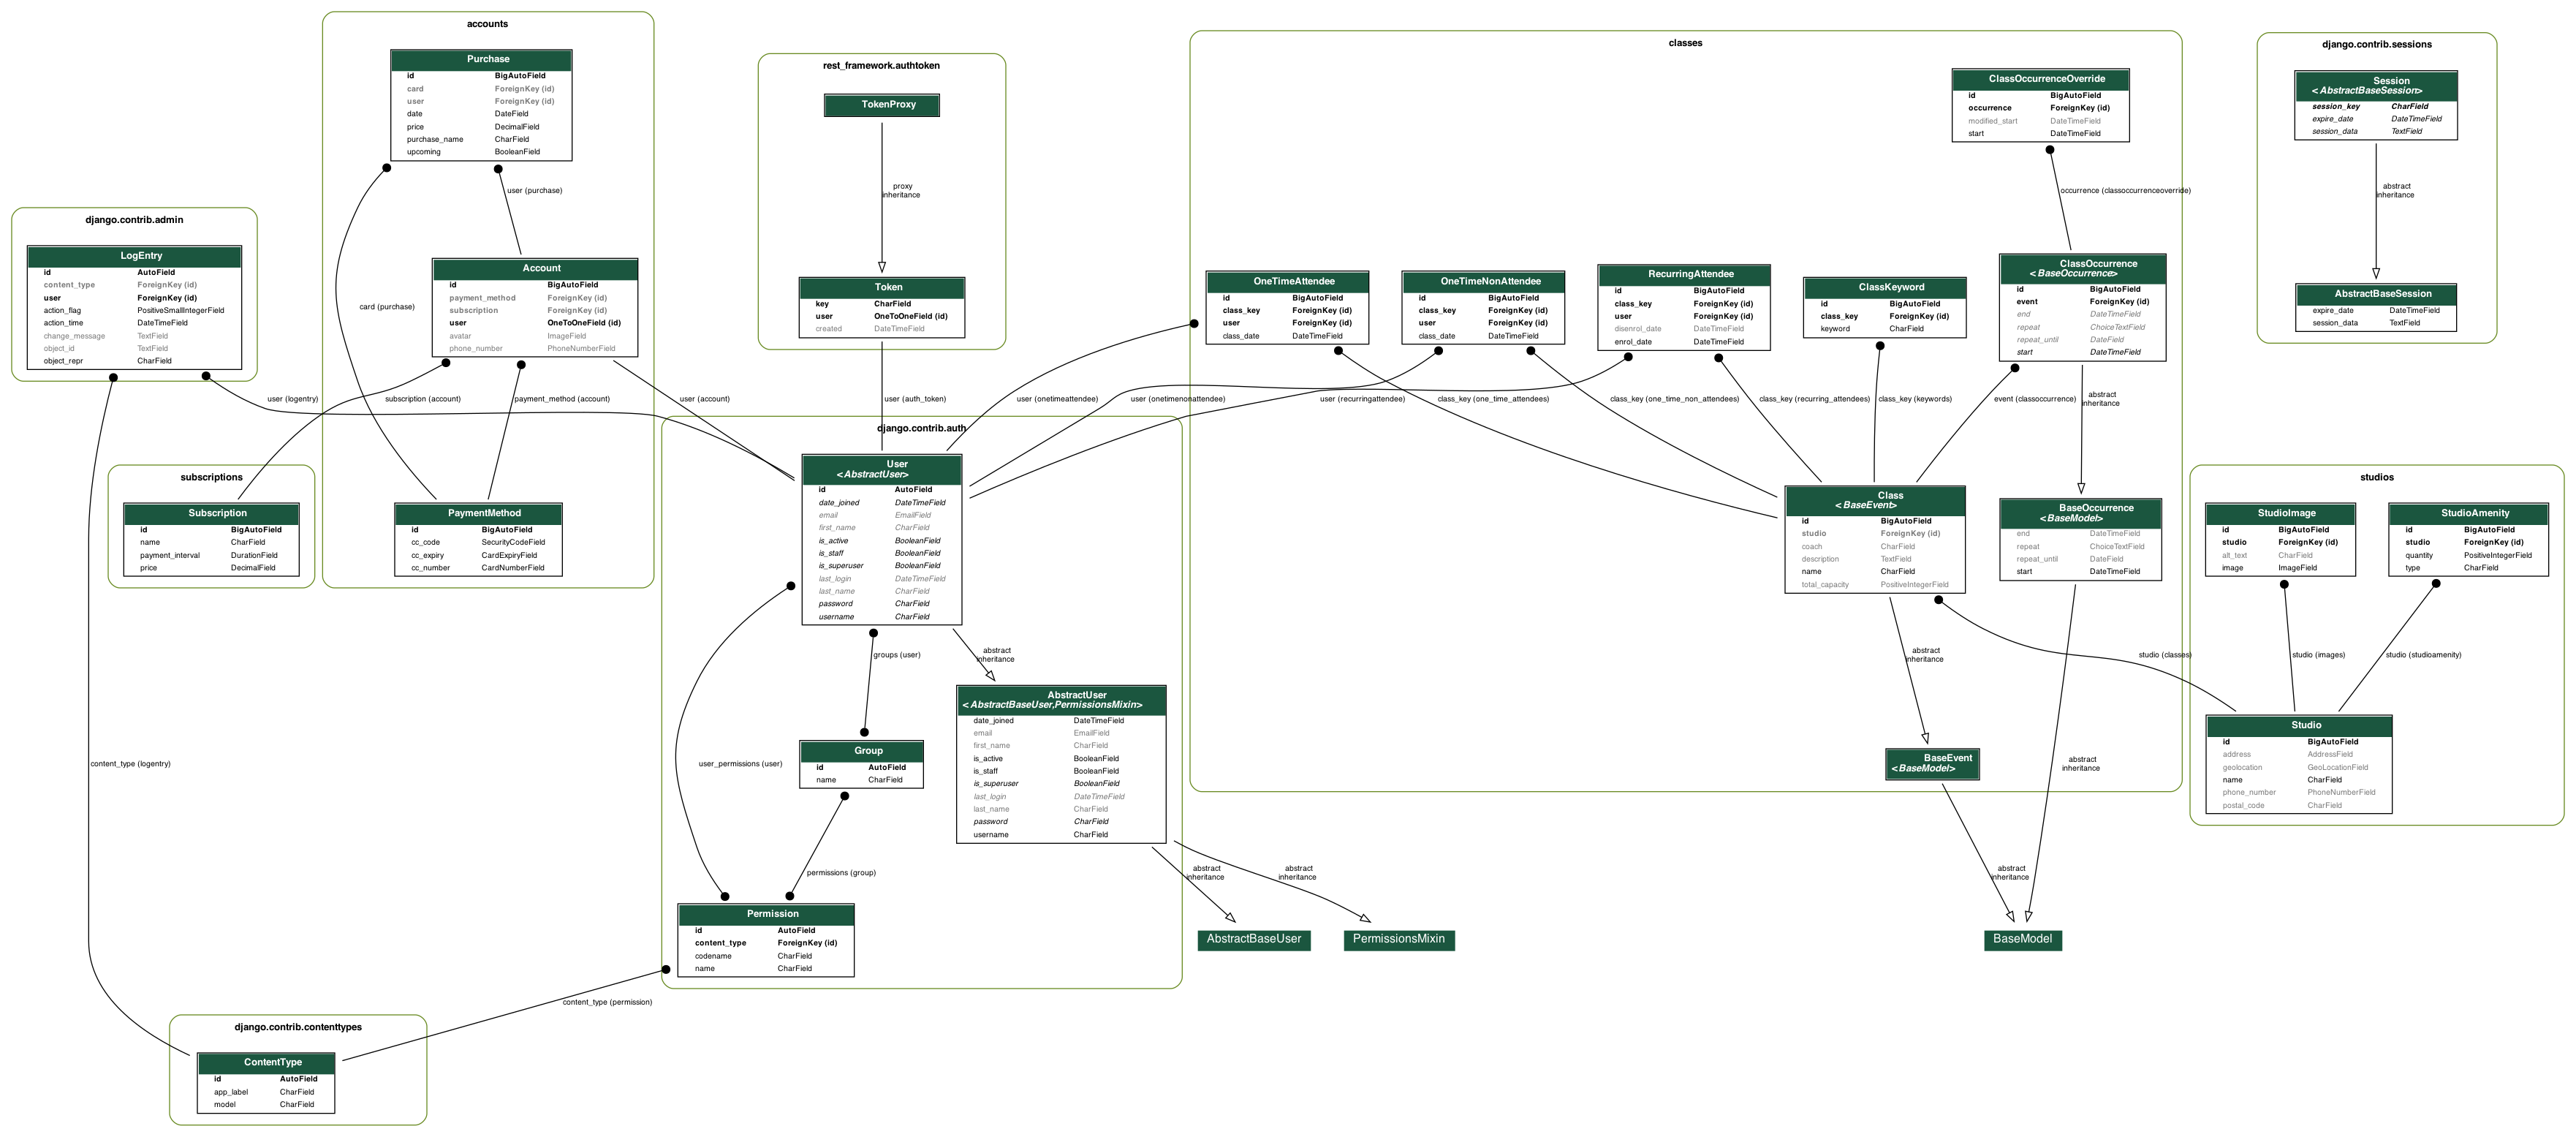 accounts
Purchase
id BigAutoField
card ForeignKey (id)
user ForeignKey (id)
date DateField
price DecimalField
purchase_name CharField
upcoming BooleanField
user (purchase)
card (purchase)
Account
id BigAutoField
payment_method ForeignKey (id)
subscription ForeignKey (id)
user OneToOneField (id)
avatar ImageField
phone_number PhoneNumberField
subscription (account)
payment_method (account)
user (account)
PaymentMethod
id BigAutoField
cc_code SecurityCodeField
cc_expiry CardExpiryField
cc_number CardNumberField
django.contrib.admin
LogEntry
id AutoField
content_type ForeignKey (id)
user ForeignKey (id)
action_flag PositiveSmallIntegerField
action_time DateTimeField
change_message TextField
object_id TextField
object_repr CharField
user (logentry)
content_type (logentry)
subscriptions
Subscription
id BigAutoField
name CharField
payment_interval DurationField
price DecimalField
rest_framework.authtoken
TokenProxy
proxy
inheritance
Token
key CharField
user OneToOneField (id)
created DateTimeField
user (auth_token)
django.contrib.auth
User
<AbstractUser>
id AutoField
date_joined DateTimeField
email EmailField
first_name CharField
is_active BooleanField
is_staff BooleanField
is_superuser BooleanField
last_login DateTimeField
last_name CharField
password CharField
username CharField
groups (user)
abstract
inheritance
user_permissions (user)
Group
id AutoField
name CharField
permissions (group)
AbstractUser
<AbstractBaseUser,PermissionsMixin>
date_joined DateTimeField
email EmailField
first_name CharField
is_active BooleanField
is_staff BooleanField
is_superuser BooleanField
last_login DateTimeField
last_name CharField
password CharField
username CharField
Permission
id AutoField
content_type ForeignKey (id)
codename CharField
name CharField
content_type (permission)
abstract
inheritance
abstract
inheritance
AbstractBaseUser
PermissionsMixin
django.contrib.contenttypes
ContentType
id AutoField
app_label CharField
model CharField
classes
ClassOccurrenceOverride
id BigAutoField
occurrence ForeignKey (id)
modified_start DateTimeField
start DateTimeField
occurrence (classoccurrenceoverride)
OneTimeAttendee
id BigAutoField
class_key ForeignKey (id)
user ForeignKey (id)
class_date DateTimeField
OneTimeNonAttendee
id BigAutoField
class_key ForeignKey (id)
user ForeignKey (id)
class_date DateTimeField
RecurringAttendee
id BigAutoField
class_key ForeignKey (id)
user ForeignKey (id)
disenrol_date DateTimeField
enrol_date DateTimeField
ClassKeyword
id BigAutoField
class_key ForeignKey (id)
keyword CharField
ClassOccurrence
<BaseOccurrence>
id BigAutoField
event ForeignKey (id)
end DateTimeField
repeat ChoiceTextField
repeat_until DateField
start DateTimeField
user (onetimeattendee)
user (onetimenonattendee)
user (recurringattendee)
class_key (one_time_attendees)
class_key (one_time_non_attendees)
class_key (recurring_attendees)
class_key (keywords)
event (classoccurrence)
abstract
inheritance
Class
<BaseEvent>
id BigAutoField
studio ForeignKey (id)
coach CharField
description TextField
name CharField
total_capacity PositiveIntegerField
BaseOccurrence
<BaseModel>
end DateTimeField
repeat ChoiceTextField
repeat_until DateField
start DateTimeField
abstract
inheritance
studio (classes)
BaseEvent
<BaseModel>
abstract
inheritance
abstract
inheritance
BaseModel
django.contrib.sessions
Session
<AbstractBaseSession>
session_key CharField
expire_date DateTimeField
session_data TextField
abstract
inheritance
AbstractBaseSession
expire_date DateTimeField
session_data TextField
studios
StudioImage
id BigAutoField
studio ForeignKey (id)
alt_text CharField
image ImageField
StudioAmenity
id BigAutoField
studio ForeignKey (id)
quantity PositiveIntegerField
type CharField
studio (images)
studio (studioamenity)
Studio
id BigAutoField
address AddressField
geolocation GeoLocationField
name CharField
phone_number PhoneNumberField
postal_code CharField